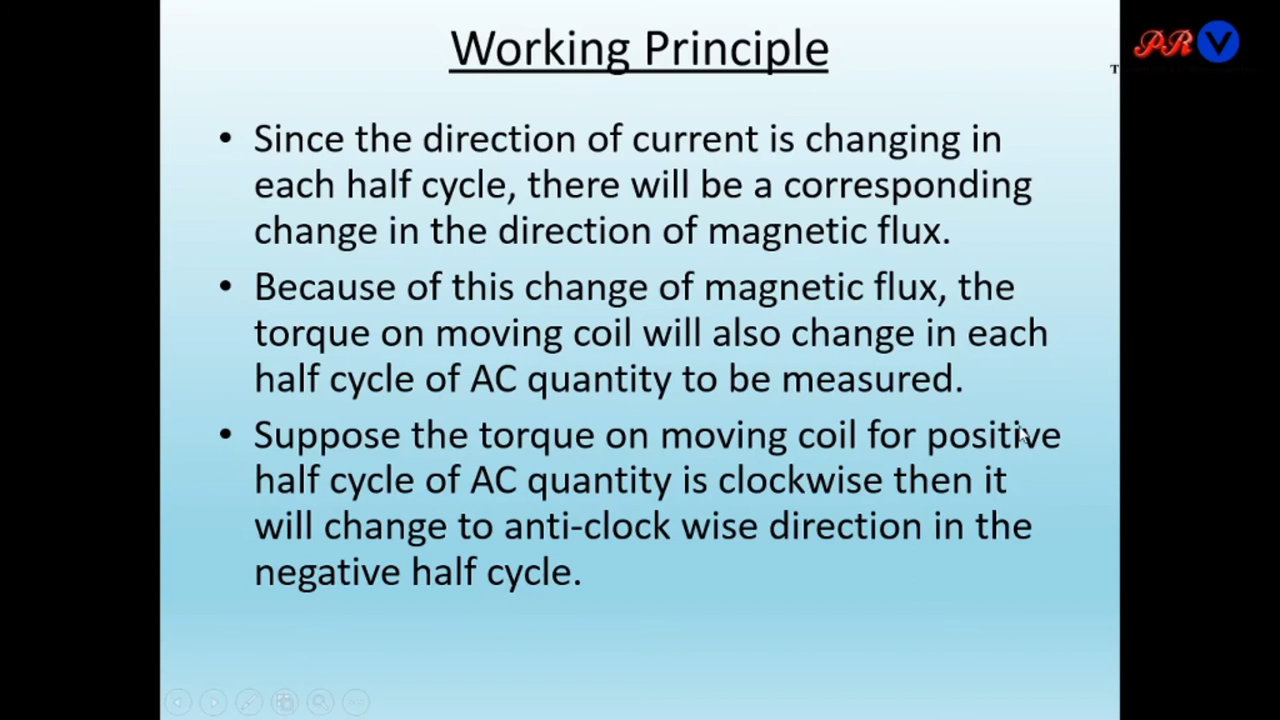 Working Principle
PR V
T
• Since the direction of current is changing in
each half cycle, there will be a corresponding
change in the direction of magnetic flux.
• Because of this change of magnetic flux, the
torque on moving coil will also change in each
half cycle of AC quantity to be measured.
• Suppose the torque on moving coil for positive
half cycle of AC quantity is clockwise then it
will change to anti-clock wise direction in the
negative half cycle.